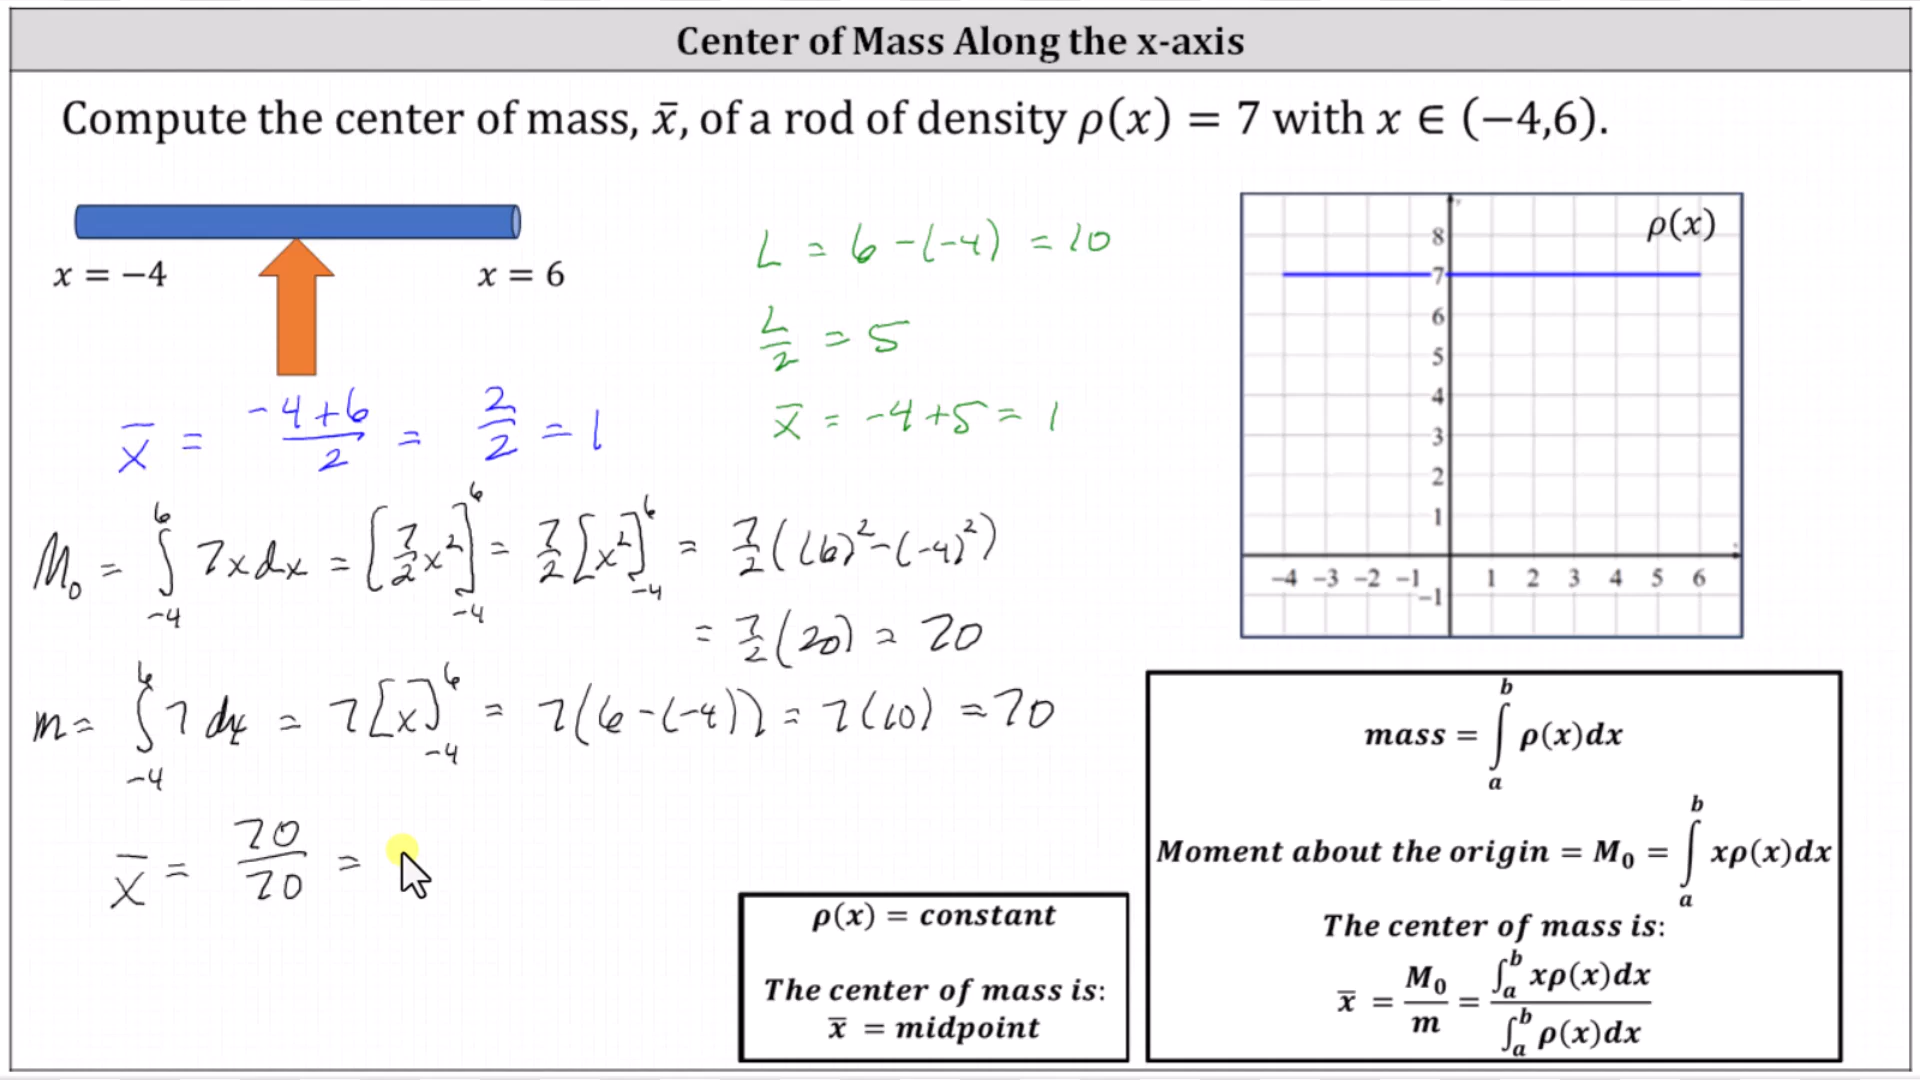 Center of Mass Along the x-axis
Compute the center of mass, x̄, of a rod of density ρ(x) = 7 with x ∈ (−4,6).
x = −4
x = 6
L = 6 − (−4) = 10
L/2 = 5
x̄ = −4 + 5 = 1
x̄ = (−4+6)/2 = 2/2 = 1
M₀ = ∫₋₄⁶ 7x dx = [7/2 x²]₋₄⁶ = 7/2 [x²]₋₄⁶ = 7/2 ((6)² − (−4)²)
= 7/2 (20) = 70
m = ∫₋₄⁶ 7 dx = 7[x]₋₄⁶ = 7(6 − (−4)) = 7(10) = 70
x̄ = 70/70 =
ρ(x)
8
7
6
5
4
3
2
1
−4 −3 −2 −1 1 2 3 4 5 6
−1
ρ(x) = constant
The center of mass is:
x̄ = midpoint
mass = ∫ₐᵇ ρ(x)dx
Moment about the origin = M₀ = ∫ₐᵇ xρ(x)dx
The center of mass is:
x̄ = M₀/m = ∫ₐᵇ xρ(x)dx / ∫ₐᵇ ρ(x)dx